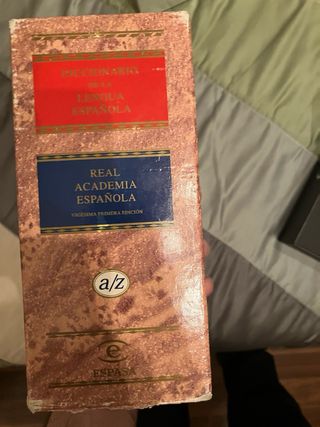 DICCIONARIO
DE LA
LENGUA
ESPAÑOLA
REAL
ACADEMIA
ESPAÑOLA
VIGÉSIMA PRIMERA EDICIÓN
a/z
e
ESPASA